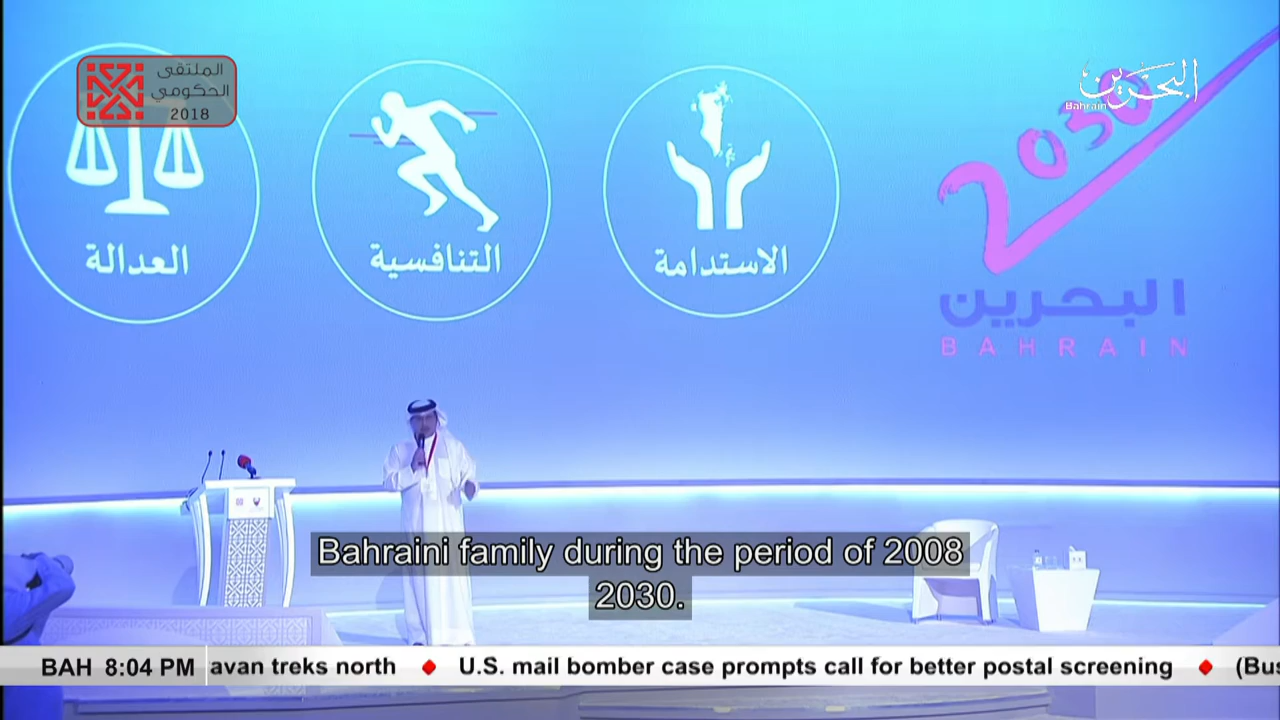 الملتقى
الحكومي
2018
البحرين
Bahrain
2030
العدالة
التنافسية
الاستدامة
البحرين
BAHRAIN
Bahraini family during the period of 2008
2030.
BAH 8:04 PM
avan treks north ♦ U.S. mail bomber case prompts call for better postal screening ♦ (Bus